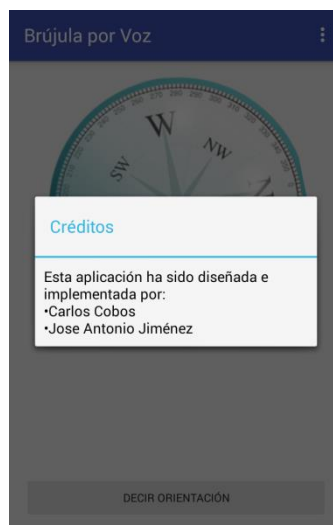 Brújula por Voz
W
NW
SW
Créditos
Esta aplicación ha sido diseñada e
implementada por:
•Carlos Cobos
•Jose Antonio Jiménez
DECIR ORIENTACIÓN